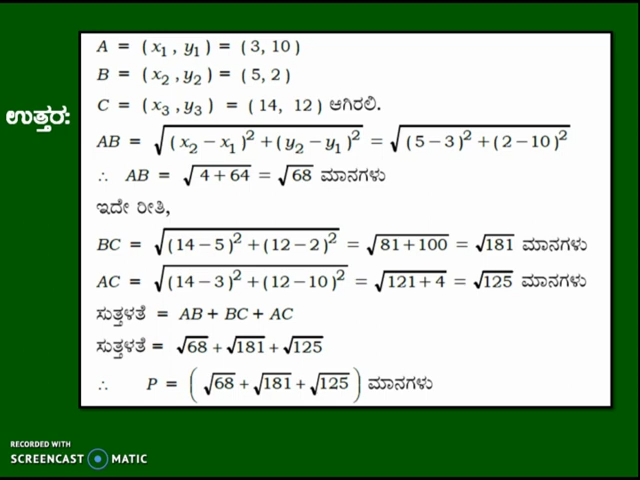 A = (x₁, y₁) = (3, 10)
B = (x₂, y₂) = (5, 2)
ಉತ್ತರ:
C = (x₃, y₃) = (14, 12) ಆಗಿರಲಿ.
AB = √((x₂ − x₁)² + (y₂ − y₁)²) = √((5 − 3)² + (2 − 10)²)
∴ AB = √(4 + 64) = √68 ಮಾನಗಳು
ಇದೇ ರೀತಿ,
BC = √((14 − 5)² + (12 − 2)²) = √(81 + 100) = √181 ಮಾನಗಳು
AC = √((14 − 3)² + (12 − 10)²) = √(121 + 4) = √125 ಮಾನಗಳು
ಸುತ್ತಳತೆ = AB + BC + AC
ಸುತ್ತಳತೆ = √68 + √181 + √125
∴ P = (√68 + √181 + √125) ಮಾನಗಳು
RECORDED WITH
SCREENCAST MATIC